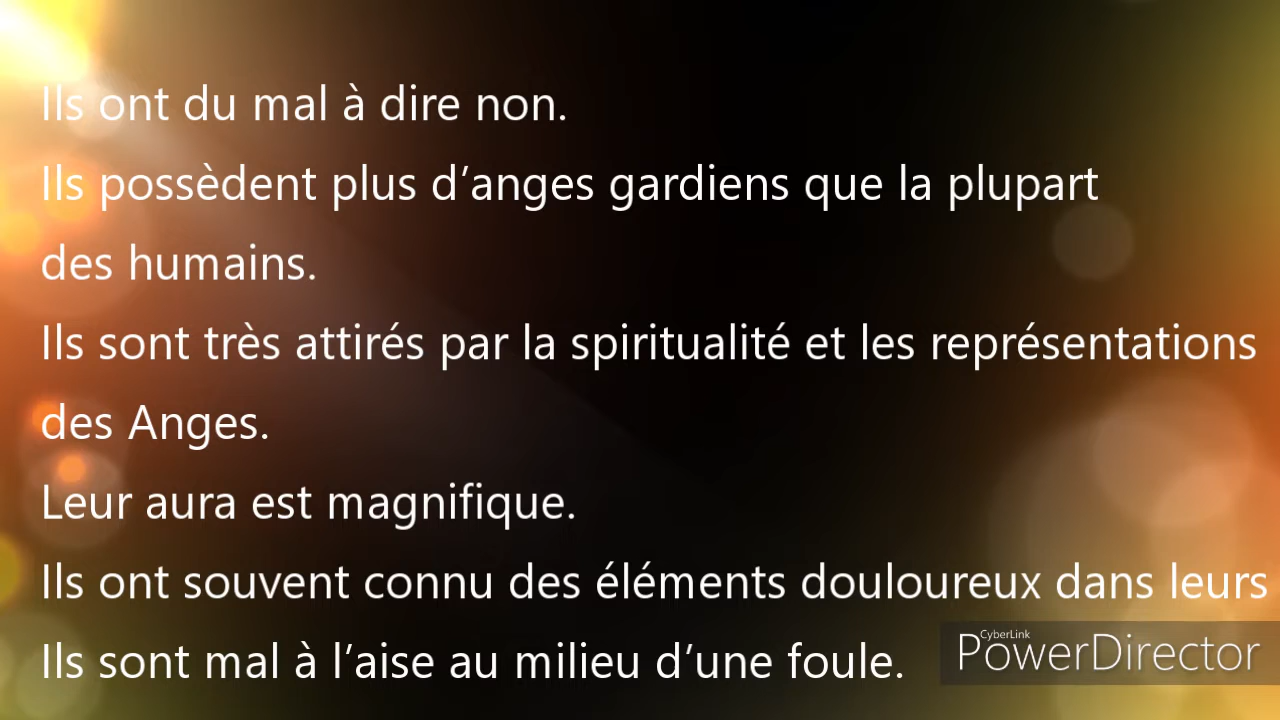 Ils ont du mal à dire non.
Ils possèdent plus d’anges gardiens que la plupart
des humains.
Ils sont très attirés par la spiritualité et les représentations
des Anges.
Leur aura est magnifique.
Ils ont souvent connu des éléments douloureux dans leurs
Ils sont mal à l’aise au milieu d’une foule.
CyberLink
PowerDirector